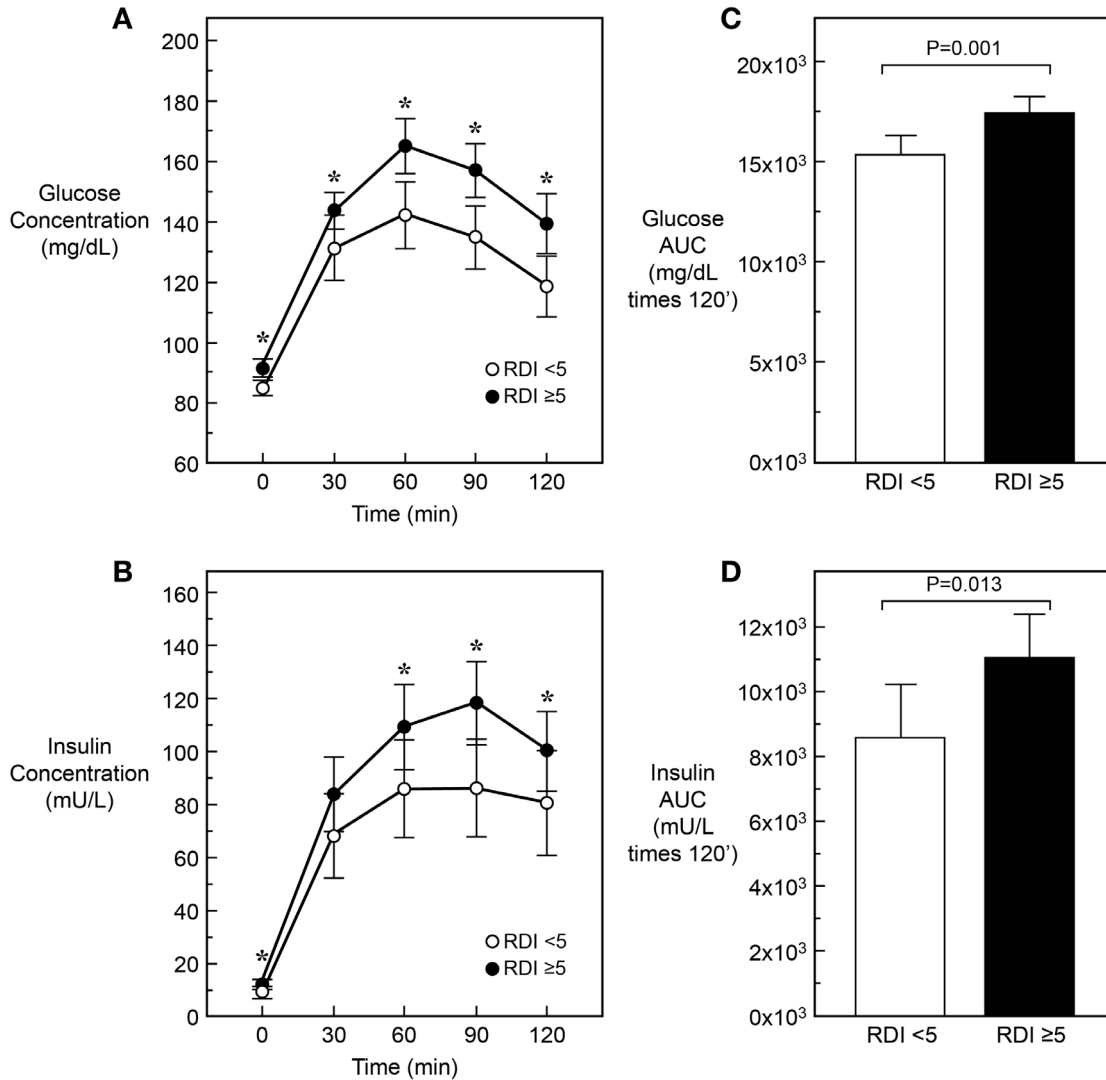 A
200
180
160
140
120
100
80
60
Glucose
Concentration
(mg/dL)
*
*
*
*
*
RDI <5
RDI ≥5
0 30 60 90 120
Time (min)
C
P=0.001
20x10³
15x10³
10x10³
5x10³
0x10³
Glucose
AUC
(mg/dL
times 120’)
RDI <5 RDI ≥5
B
160
140
120
100
80
60
40
20
0
Insulin
Concentration
(mU/L)
*
*
*
*
RDI <5
RDI ≥5
0 30 60 90 120
Time (min)
D
P=0.013
12x10³
10x10³
8x10³
6x10³
4x10³
2x10³
0x10³
Insulin
AUC
(mU/L
times 120’)
RDI <5 RDI ≥5